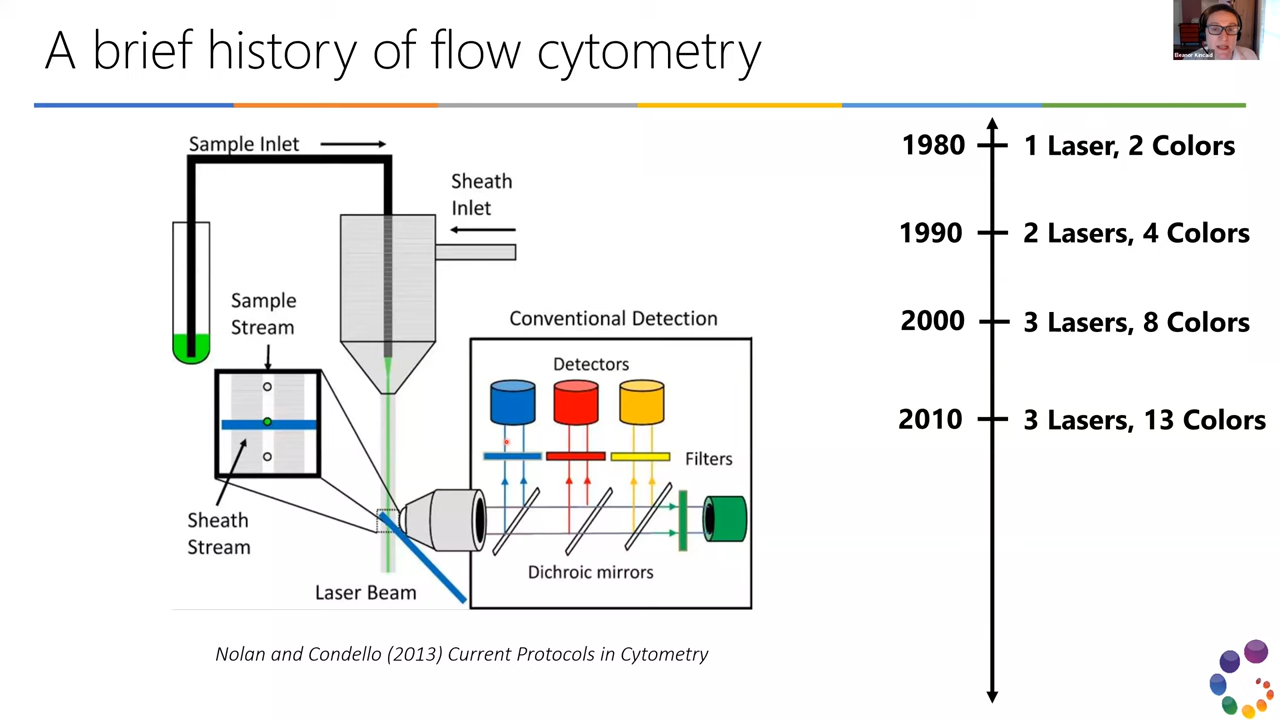 A brief history of flow cytometry
Eleanor Kincaid
Sample Inlet
Sheath
Inlet
Sample
Stream
Sheath
Stream
Laser Beam
Conventional Detection
Detectors
Filters
Dichroic mirrors
Nolan and Condello (2013) Current Protocols in Cytometry
1980 1 Laser, 2 Colors
1990 2 Lasers, 4 Colors
2000 3 Lasers, 8 Colors
2010 3 Lasers, 13 Colors